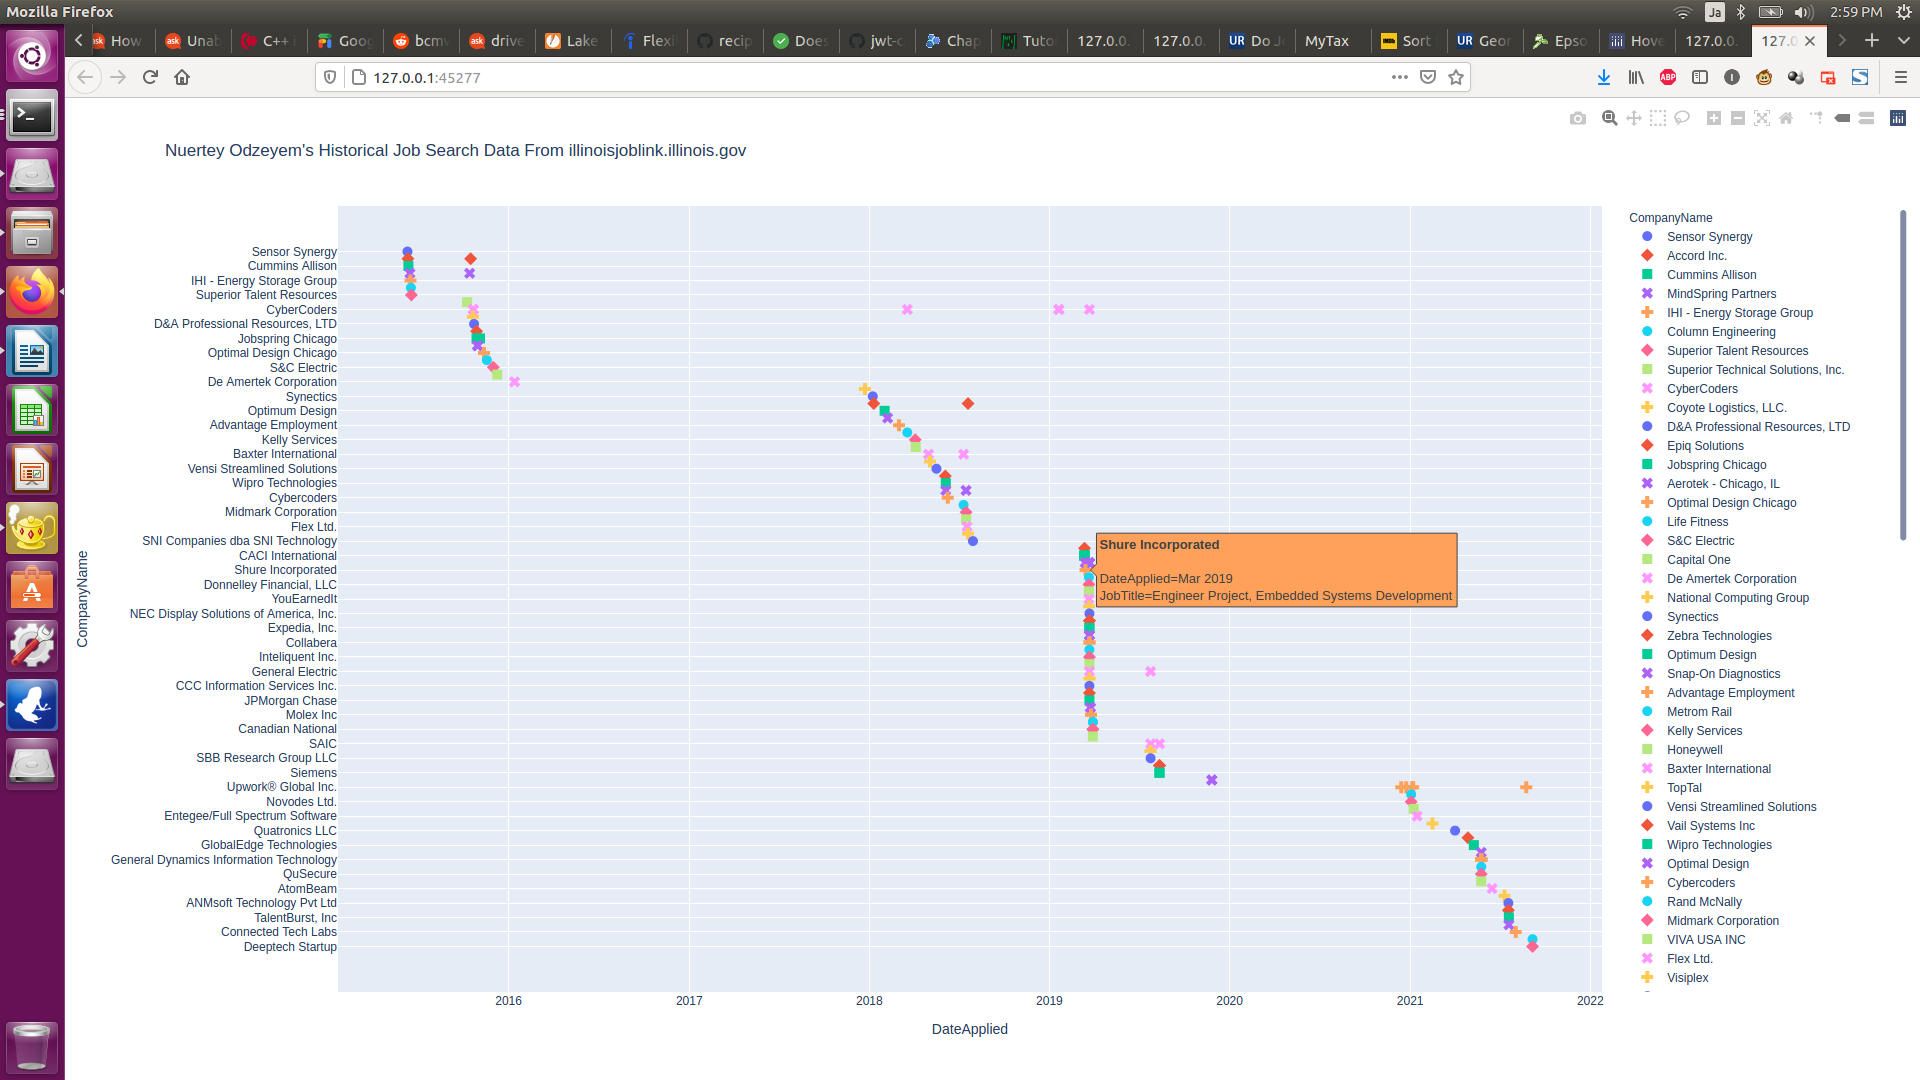 Mozilla Firefox
Ja
2:59 PM
How
Unab
C++ i
Goog
bcmv
drive
Lake
Flexi
recip
Does
jwt-c
Chap
Tuto
127.0.0.
127.0.0.
Do Jo
MyTax
Sort
Geor
Epso
Hove
127.0.0.
127.0
127.0.0.1:45277
Nuertey Odzeyem's Historical Job Search Data From illinoisjoblink.illinois.gov
CompanyName
Sensor Synergy
Cummins Allison
IHI - Energy Storage Group
Superior Talent Resources
CyberCoders
D&A Professional Resources, LTD
Jobspring Chicago
Optimal Design Chicago
S&C Electric
De Amertek Corporation
Synectics
Optimum Design
Advantage Employment
Kelly Services
Baxter International
Vensi Streamlined Solutions
Wipro Technologies
Cybercoders
Midmark Corporation
Flex Ltd.
SNI Companies dba SNI Technology
CACI International
Shure Incorporated
Donnelley Financial, LLC
YouEarnedIt
NEC Display Solutions of America, Inc.
Expedia, Inc.
Collabera
Inteliquent Inc.
General Electric
CCC Information Services Inc.
JPMorgan Chase
Molex Inc
Canadian National
SAIC
SBB Research Group LLC
Siemens
Upwork® Global Inc.
Novodes Ltd.
Entegee/Full Spectrum Software
Quatronics LLC
GlobalEdge Technologies
General Dynamics Information Technology
QuSecure
AtomBeam
ANMsoft Technology Pvt Ltd
TalentBurst, Inc
Connected Tech Labs
Deeptech Startup
Shure Incorporated
DateApplied=Mar 2019
JobTitle=Engineer Project, Embedded Systems Development
2016
2017
2018
2019
2020
2021
2022
DateApplied
CompanyName
Sensor Synergy
Accord Inc.
Cummins Allison
MindSpring Partners
IHI - Energy Storage Group
Column Engineering
Superior Talent Resources
Superior Technical Solutions, Inc.
CyberCoders
Coyote Logistics, LLC.
D&A Professional Resources, LTD
Epiq Solutions
Jobspring Chicago
Aerotek - Chicago, IL
Optimal Design Chicago
Life Fitness
S&C Electric
Capital One
De Amertek Corporation
National Computing Group
Synectics
Zebra Technologies
Optimum Design
Snap-On Diagnostics
Advantage Employment
Metrom Rail
Kelly Services
Honeywell
Baxter International
TopTal
Vensi Streamlined Solutions
Vail Systems Inc
Wipro Technologies
Optimal Design
Cybercoders
Rand McNally
Midmark Corporation
VIVA USA INC
Flex Ltd.
Visiplex